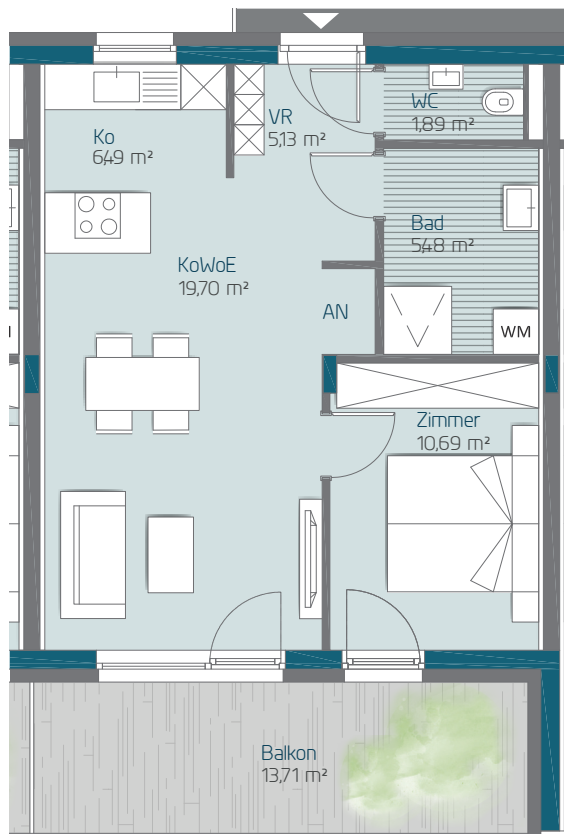 WC
1,89 m²
VR
5,13 m²
Ko
6,49 m²
Bad
5,48 m²
KoWoE
19,70 m²
AN
WM
Zimmer
10,69 m²
Balkon
13,71 m²